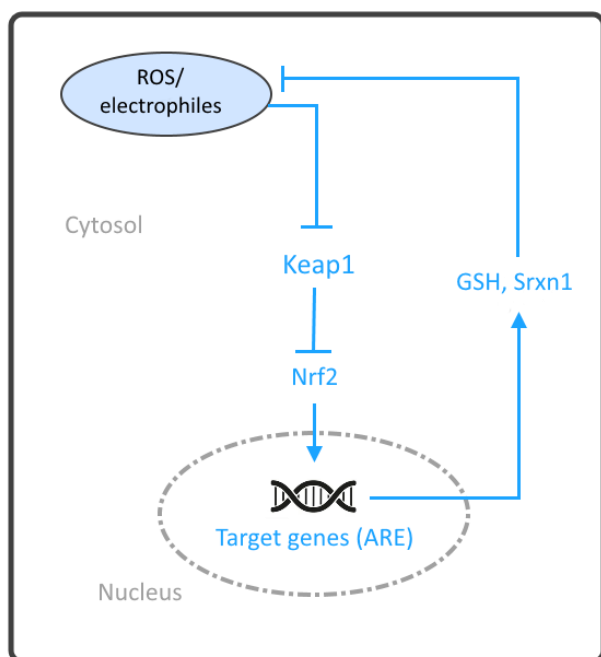 ROS/
electrophiles
Cytosol
Keap1
GSH, Srxn1
Nrf2
Target genes (ARE)
Nucleus